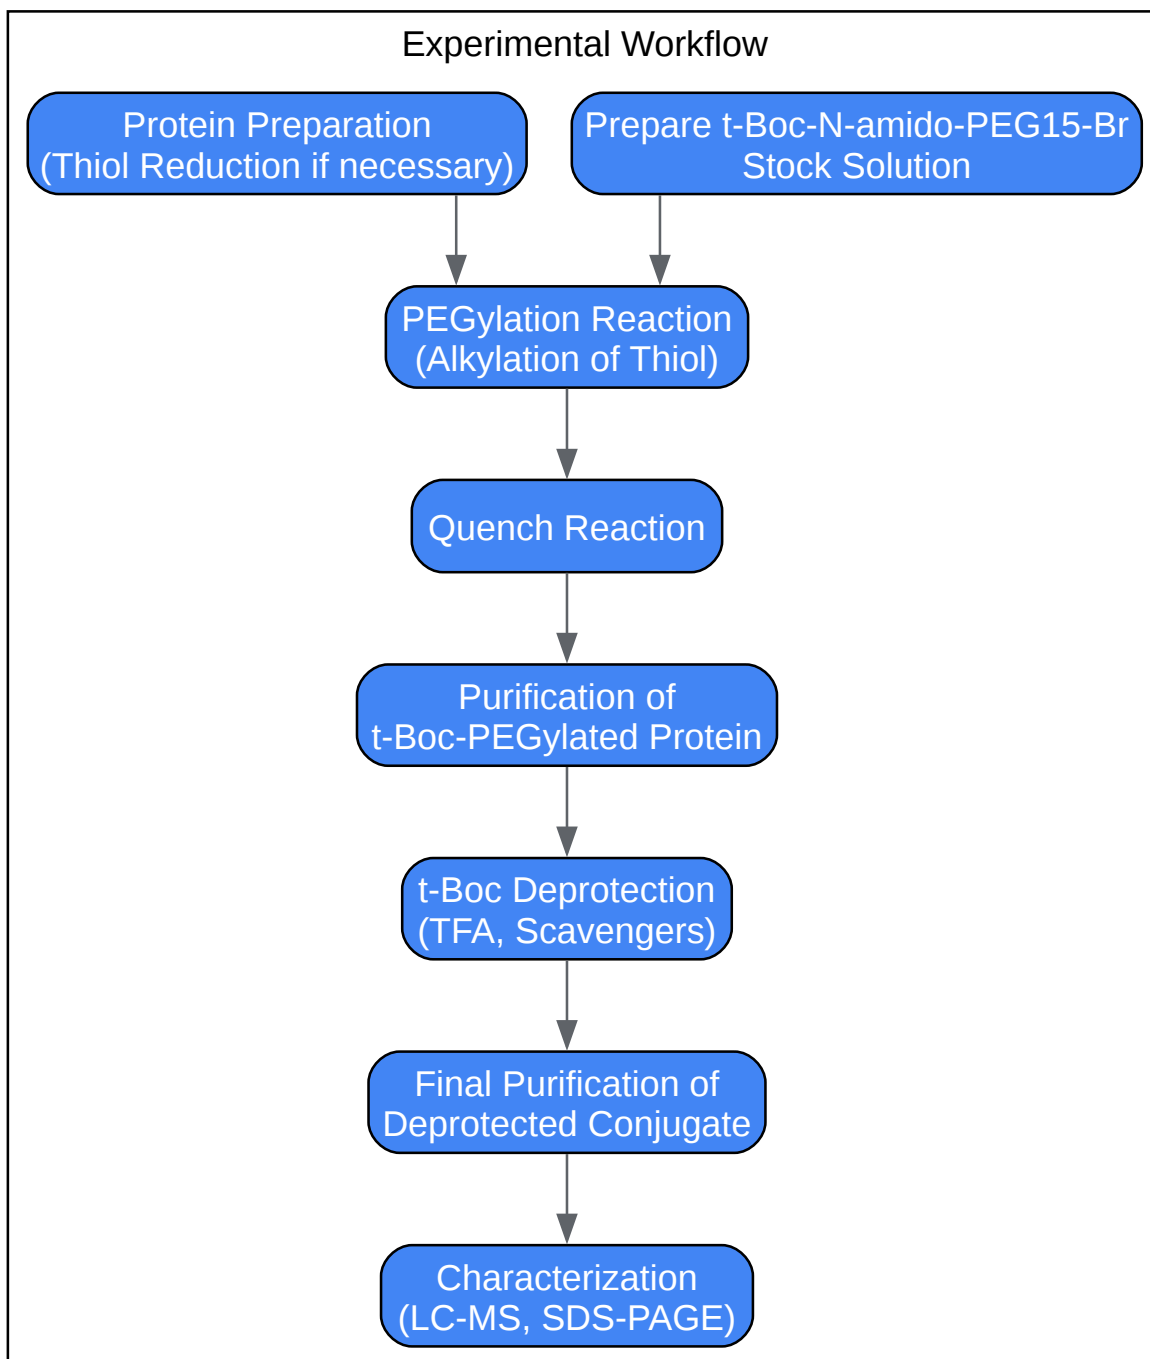 Experimental Workflow
Protein Preparation
(Thiol Reduction if necessary)
Prepare t-Boc-N-amido-PEG15-Br
Stock Solution
PEGylation Reaction
(Alkylation of Thiol)
Quench Reaction
Purification of
t-Boc-PEGylated Protein
t-Boc Deprotection
(TFA, Scavengers)
Final Purification of
Deprotected Conjugate
Characterization
(LC-MS, SDS-PAGE)